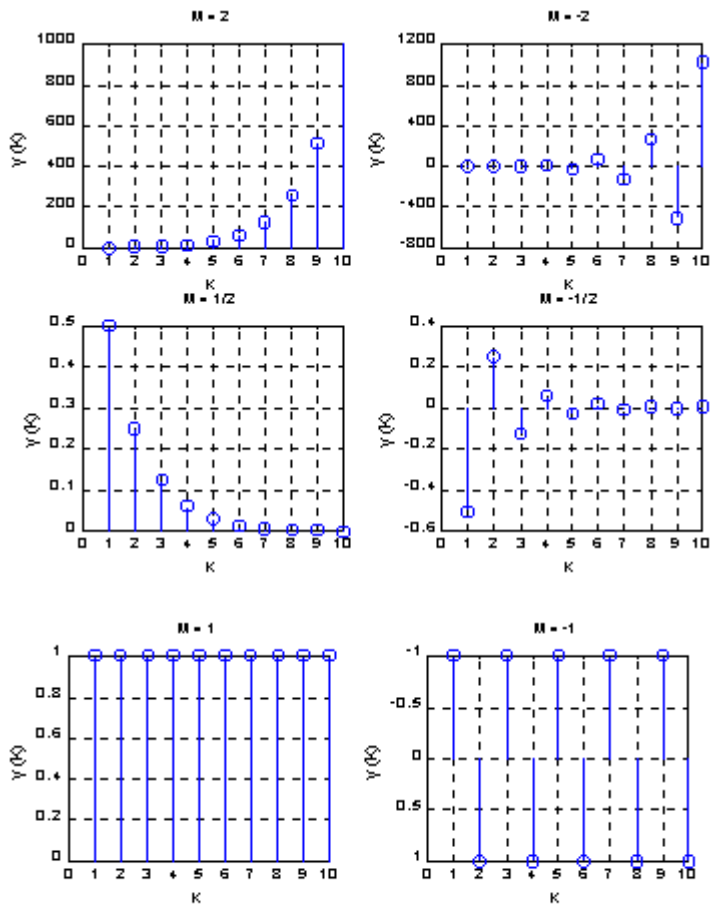 M = 2
1000
800
600
400
200
0
Y (K)
0 1 2 3 4 5 6 7 8 9 10
K
M = -2
1200
800
400
0
-400
-800
Y (K)
0 1 2 3 4 5 6 7 8 9 10
K
M = 1/2
0.5
0.4
0.3
0.2
0.1
0
Y (K)
0 1 2 3 4 5 6 7 8 9 10
K
M = -1/2
0.4
0.2
0
-0.2
-0.4
-0.6
Y (K)
0 1 2 3 4 5 6 7 8 9 10
K
M = 1
1
0.8
0.6
0.4
0.2
0
Y (K)
0 1 2 3 4 5 6 7 8 9 10
K
M = -1
-1
-0.5
0
0.5
1
Y (K)
0 1 2 3 4 5 6 7 8 9 10
K